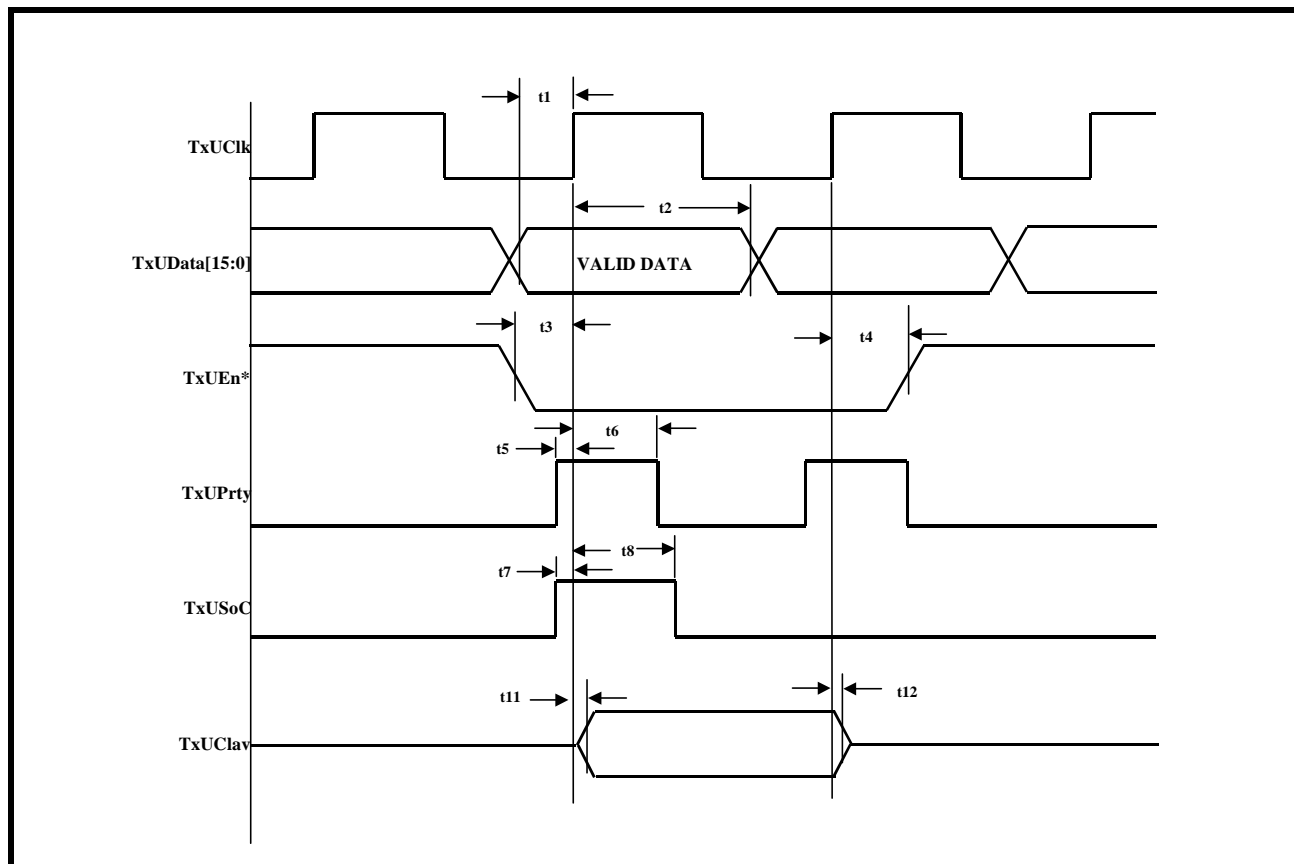 t1
TxUClk
t2
TxUData[15:0]
VALID DATA
t3
t4
TxUEn*
t6
t5
TxUPrty
t8
t7
TxUSoC
t11
t12
TxUClav